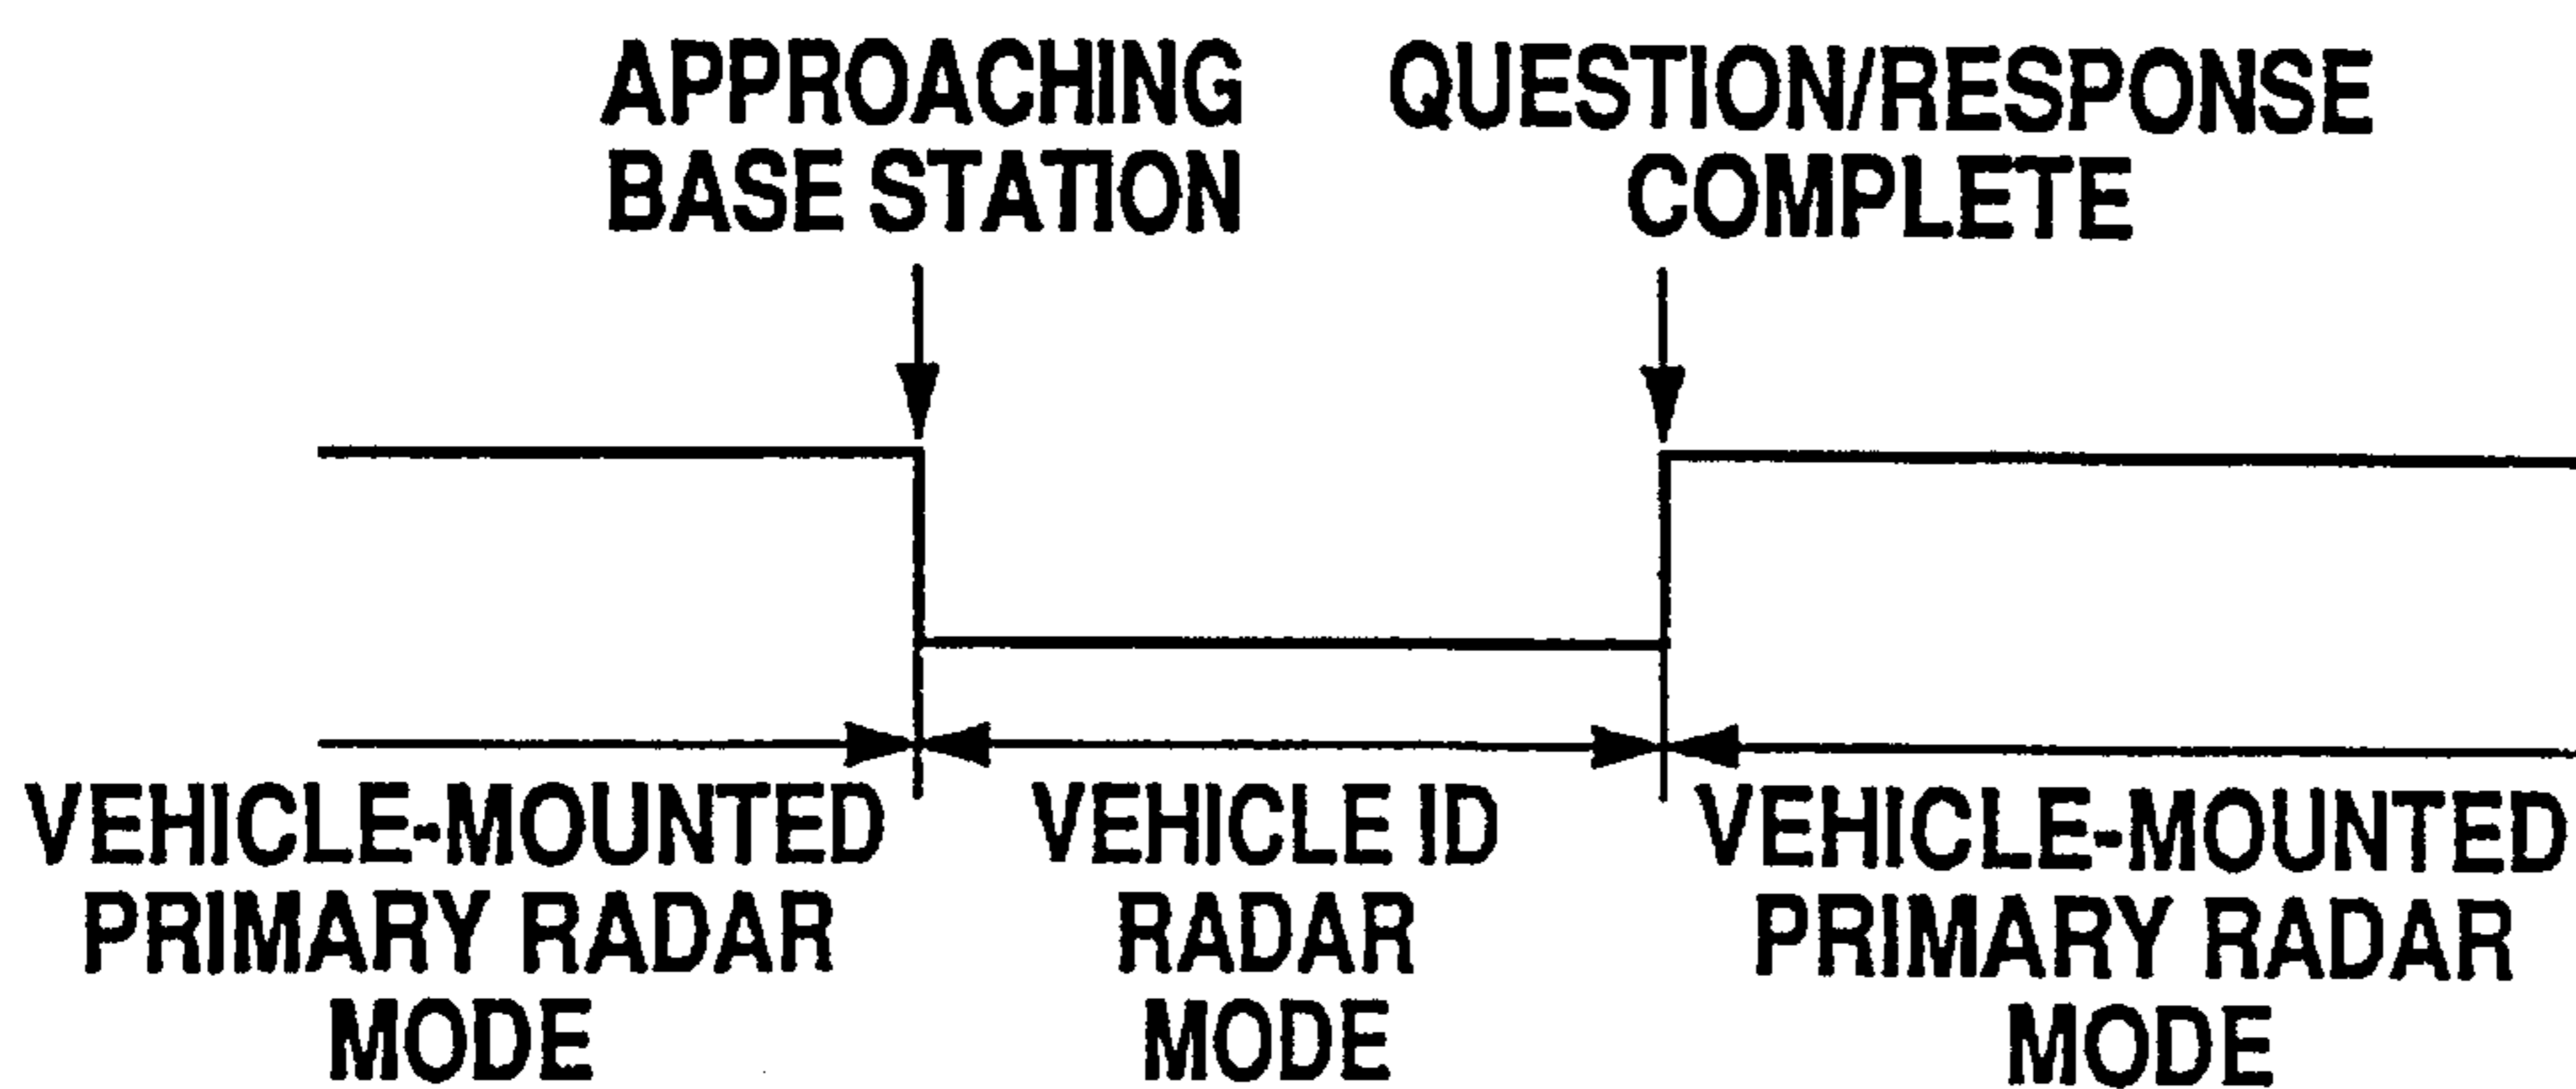 APPROACHING
BASE STATION
QUESTION/RESPONSE
COMPLETE
VEHICLE-MOUNTED
PRIMARY RADAR
MODE
VEHICLE ID
RADAR
MODE
VEHICLE-MOUNTED
PRIMARY RADAR
MODE